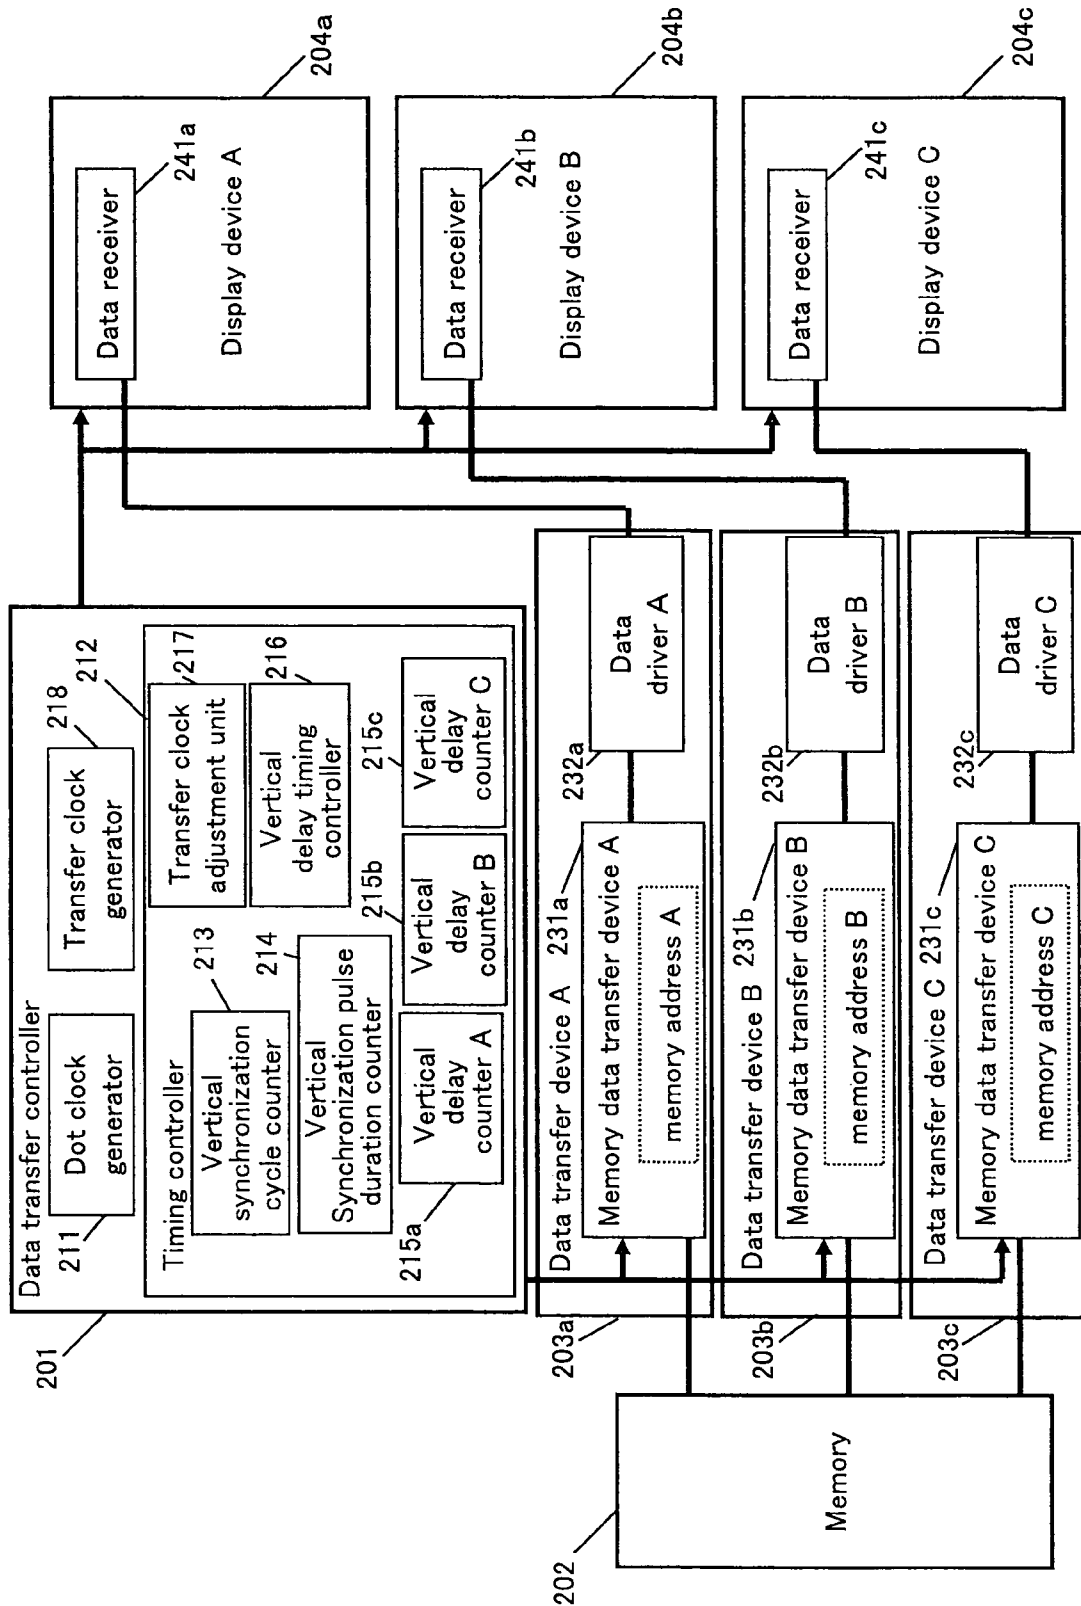 Data transfer controller
201
Dot clock
generator
211
Transfer clock
generator
218
212
Timing controller
Vertical
synchronization
cycle counter
213
Transfer clock
adjustment unit
217
Vertical
Synchronization pulse
duration counter
214
Vertical
delay timing
controller
216
Vertical
delay
counter A
215a
Vertical
delay
counter B
215b
Vertical
delay
counter C
215c
Data receiver
241a
Display device A
204a
Data receiver
241b
Display device B
204b
Data receiver
241c
Display device C
204c
Data transfer device A
203a
Memory data transfer device A
231a
memory address A
Data
driver A
232a
Data transfer device B
203b
Memory data transfer device B
231b
memory address B
Data
driver B
232b
Data transfer device C
203c
Memory data transfer device C
231c
memory address C
Data
driver C
232c
Memory
202